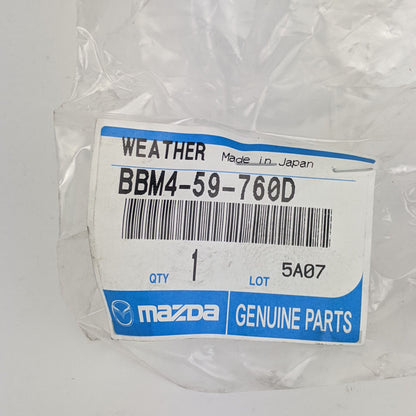 WEATHER Made in Japan
BBM4-59-760D
QTY 1 LOT 5A07
mazda GENUINE PARTS